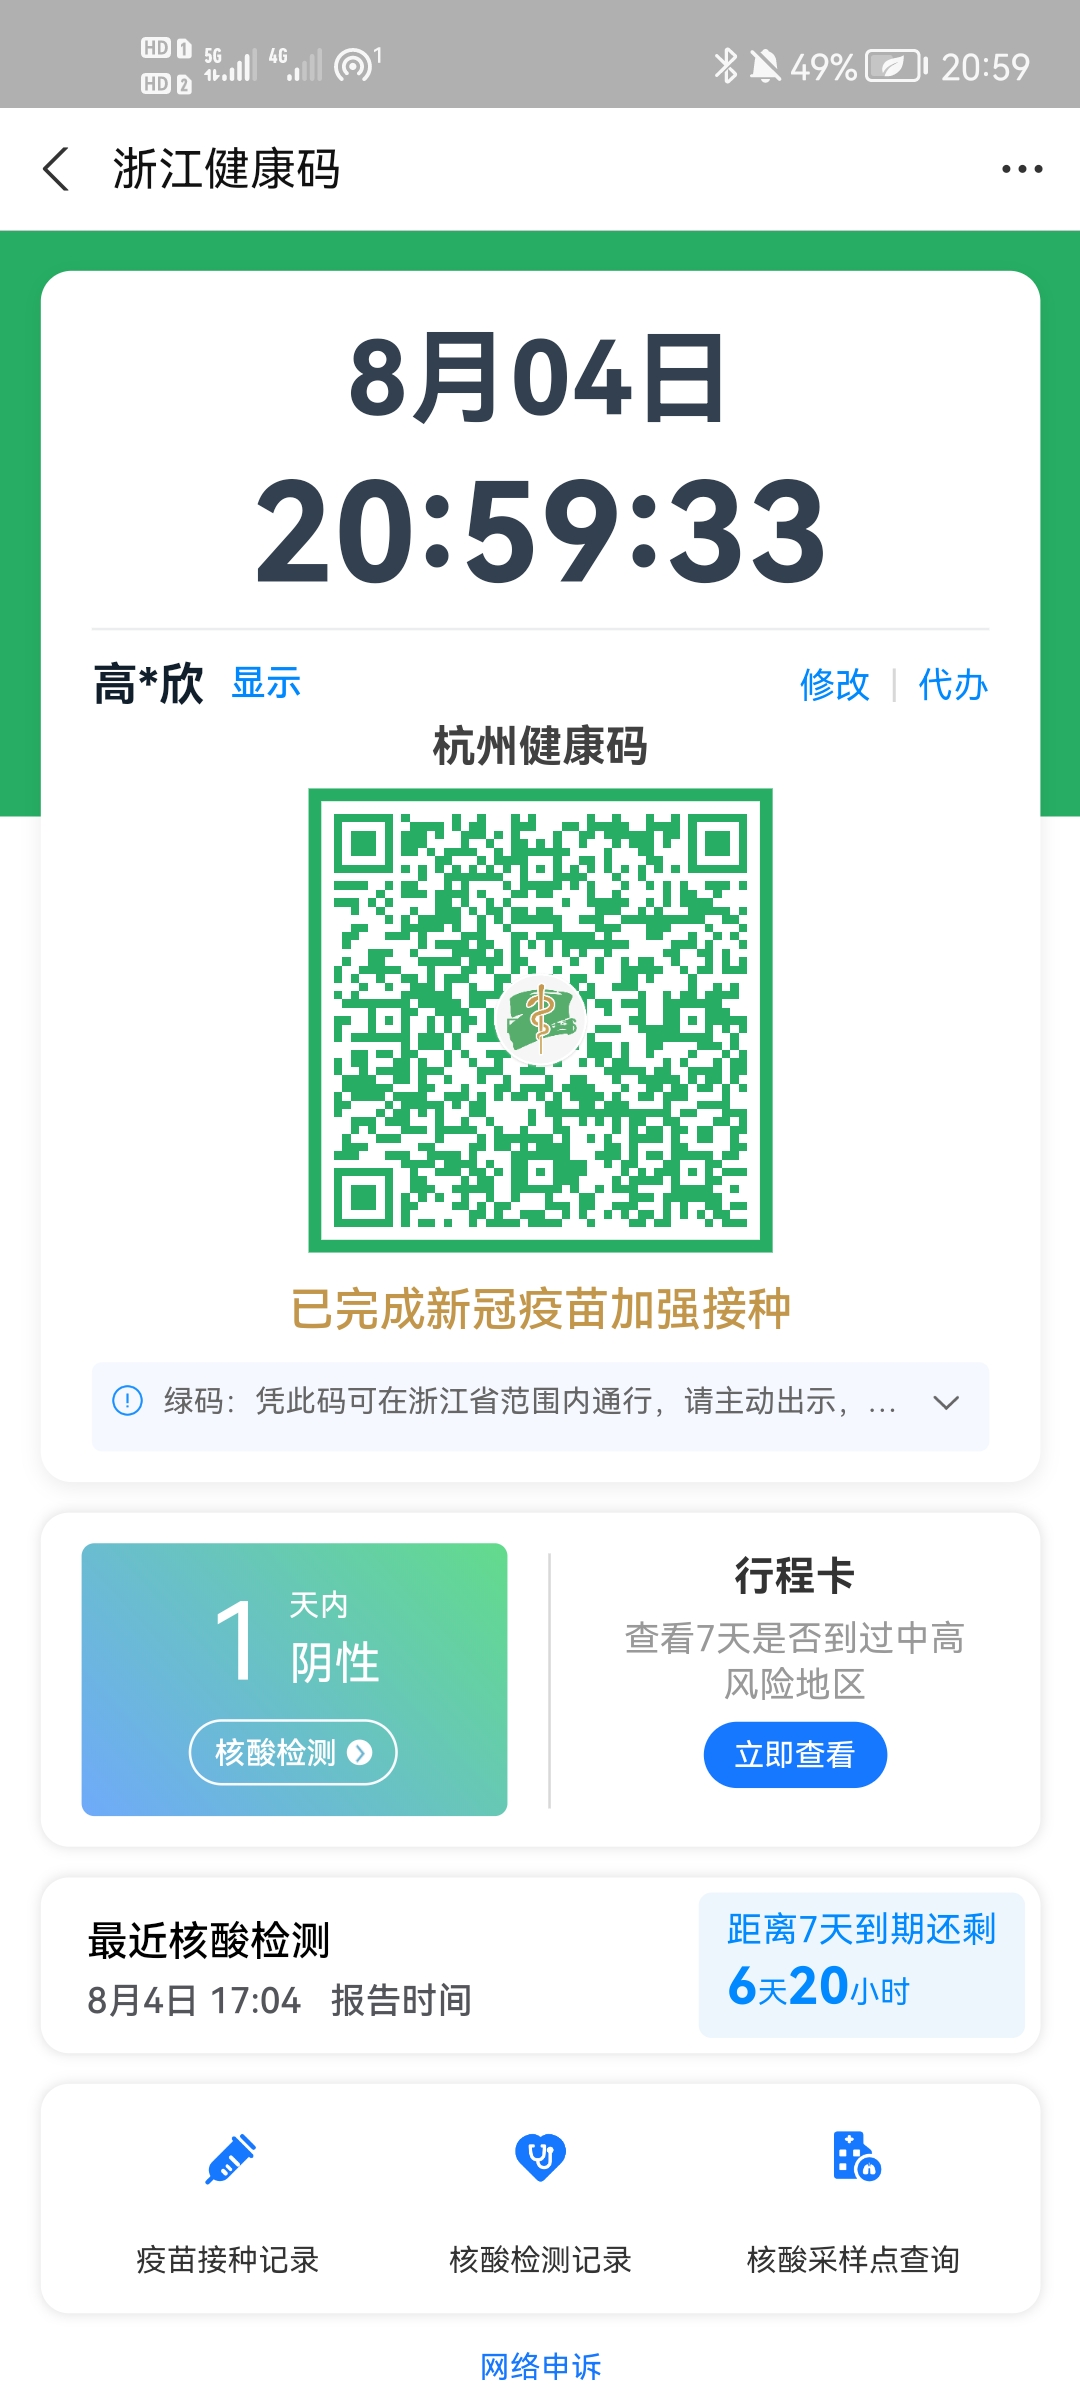 HD 1 5G 4G 1 49% 20:59
HD 2
浙江健康码
8月04日
20:59:33
高*欣 显示 修改 | 代办
杭州健康码
已完成新冠疫苗加强接种
绿码：凭此码可在浙江省范围内通行，请主动出示，...
1 天内
阴性
核酸检测
行程卡
查看7天是否到过中高
风险地区
立即查看
最近核酸检测
8月4日 17:04 报告时间
距离7天到期还剩
6天20小时
疫苗接种记录 核酸检测记录 核酸采样点查询
网络申诉